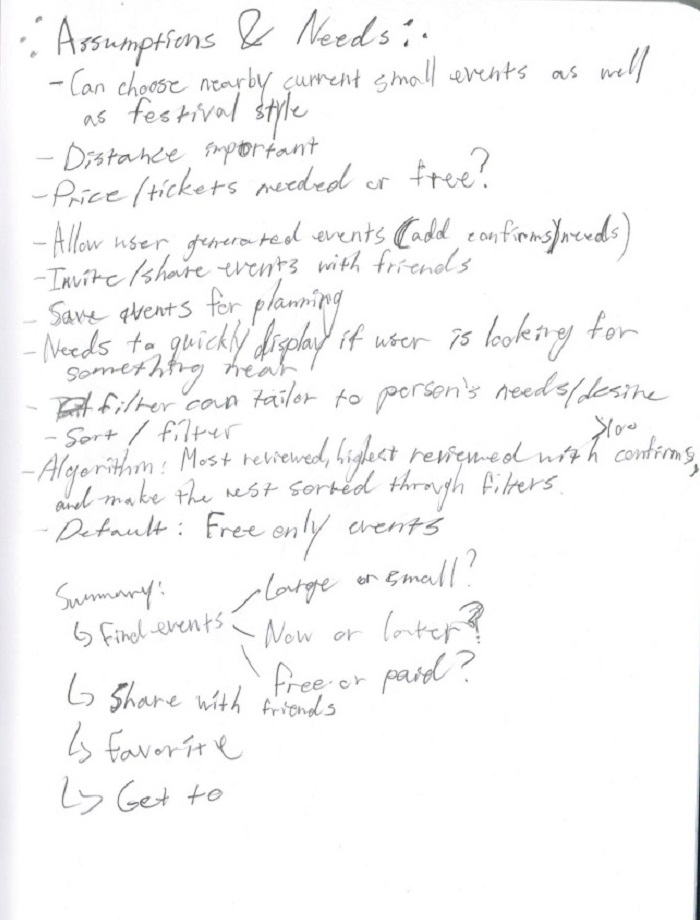 Assumptions & Needs:
- Can choose nearby current small events as well
as festival style
- Distance important
- Price/tickets needed or free?
- Allow user generated events (add confirms/needs)
- Invite/share events with friends
- Save events for planning
- Needs to quickly display if user is looking for
something near
- filter can tailor to person's needs/desire
- Sort / filter
>100
- Algorithm: Most reviewed, highest reviewed with confirms,
and make the rest sorted through filters.
- Default: Free only events
Summary:
Large or small?
↳ Find events
Now or later?
Free or paid?
↳ Share with friends
↳ Favorite
↳ Get to